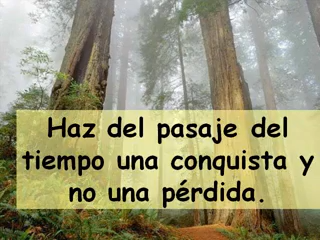 Haz del pasaje del
tiempo una conquista y
no una pérdida.